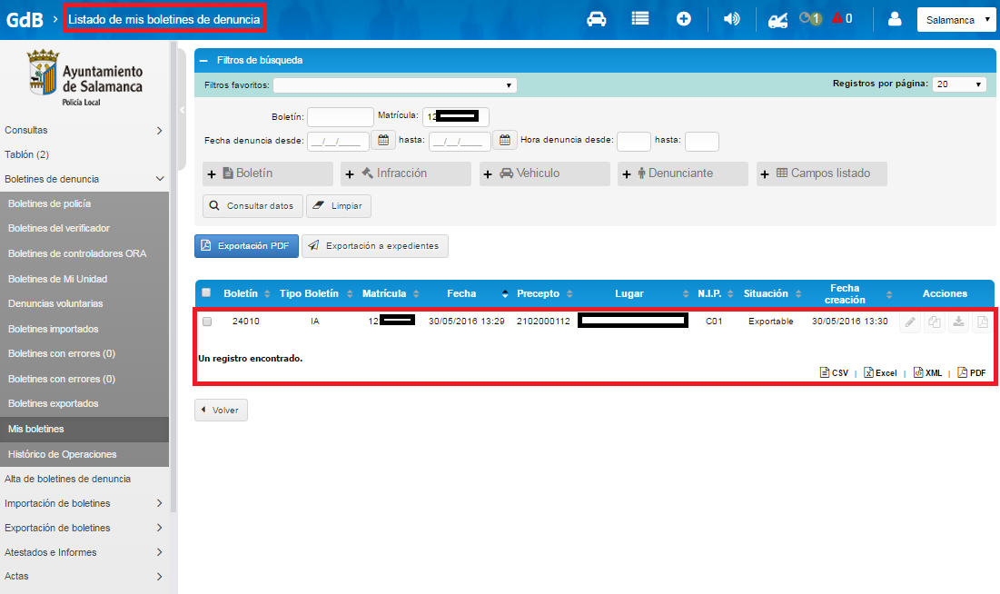 GdB › Listado de mis boletines de denuncia
1
0
Salamanca
Ayuntamiento
de Salamanca
Policía Local
Consultas
Tablón (2)
Boletines de denuncia
Boletines de policía
Boletines del verificador
Boletines de controladores ORA
Boletines de Mi Unidad
Denuncias voluntarias
Boletines importados
Boletines con errores (0)
Boletines con errores (0)
Boletines exportados
Mis boletines
Histórico de Operaciones
Alta de boletines de denuncia
Importación de boletines
Exportación de boletines
Atestados e Informes
Actas
Filtros de búsqueda
Filtros favoritos:
Registros por página: 20
Boletín: Matrícula: 12
Fecha denuncia desde: __/__/____ hasta: __/__/____ Hora denuncia desde: hasta:
+ Boletín + Infracción + Vehiculo + Denunciante + Campos listado
Consultar datos Limpiar
Exportación PDF Exportación a expedientes
Boletín Tipo Boletín Matrícula Fecha Precepto Lugar N.I.P. Situación Fecha creación Acciones
24010 IA 12 30/05/2016 13:29 2102000112 C01 Exportable 30/05/2016 13:30
Un registro encontrado.
CSV | Excel | XML | PDF
Volver